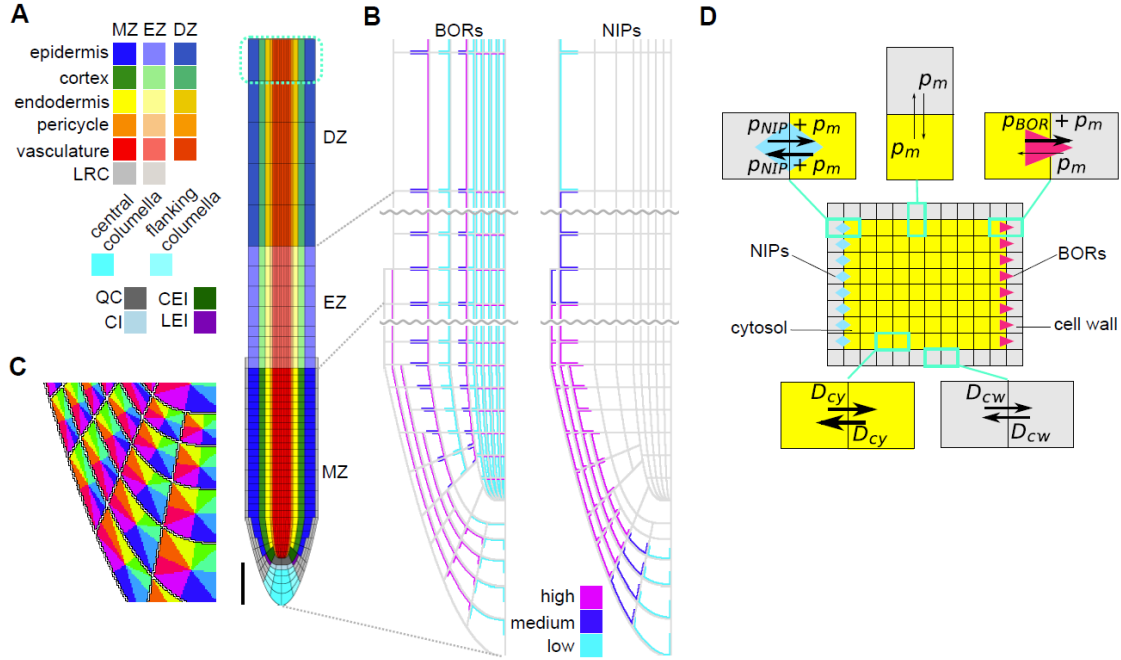 A
MZ EZ DZ
epidermis
cortex
endodermis
pericycle
vasculature
LRC
central
columella
flanking
columella
QC CEI
CI LEI
DZ
EZ
MZ
B
BORs NIPs
high
medium
low
C
D
p_m
p_m
p_NIP + p_m
p_NIP + p_m
p_BOR + p_m
p_m
NIPs BORs
cytosol cell wall
D_cy
D_cy
D_cw
D_cw